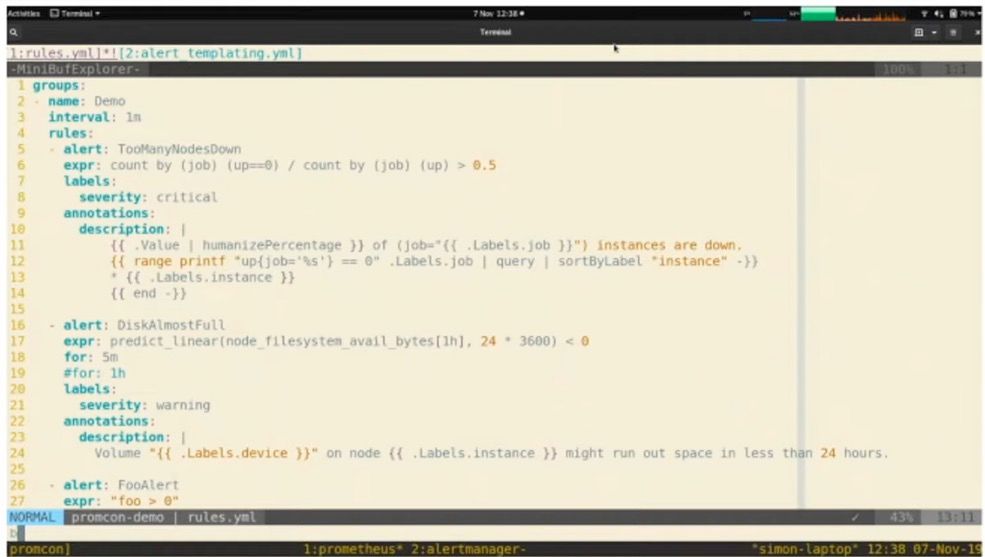 Activities Terminal 7 Nov 12:38 79%
Terminal
1:rules.yml]*![2:alert_templating.yml]
-MiniBufExplorer- 100% 1:1
1 groups:
2 - name: Demo
3 interval: 1m
4 rules:
5 - alert: TooManyNodesDown
6 expr: count by (job) (up==0) / count by (job) (up) > 0.5
7 labels:
8 severity: critical
9 annotations:
10 description: |
11 {{ .Value | humanizePercentage }} of (job="{{ .Labels.job }}") instances are down.
12 {{ range printf "up{job='%s'} == 0" .Labels.job | query | sortByLabel "instance" -}}
13 * {{ .Labels.instance }}
14 {{ end -}}
15
16 - alert: DiskAlmostFull
17 expr: predict_linear(node_filesystem_avail_bytes[1h], 24 * 3600) < 0
18 for: 5m
19 #for: 1h
20 labels:
21 severity: warning
22 annotations:
23 description: |
24 Volume "{{ .Labels.device }}" on node {{ .Labels.instance }} might run out space in less than 24 hours.
25
26 - alert: FooAlert
27 expr: "foo > 0"
NORMAL promcon-demo | rules.yml ✓ 43% 13:11
promcon] 1:prometheus* 2:alertmanager- "simon-laptop" 12:38 07-Nov-19